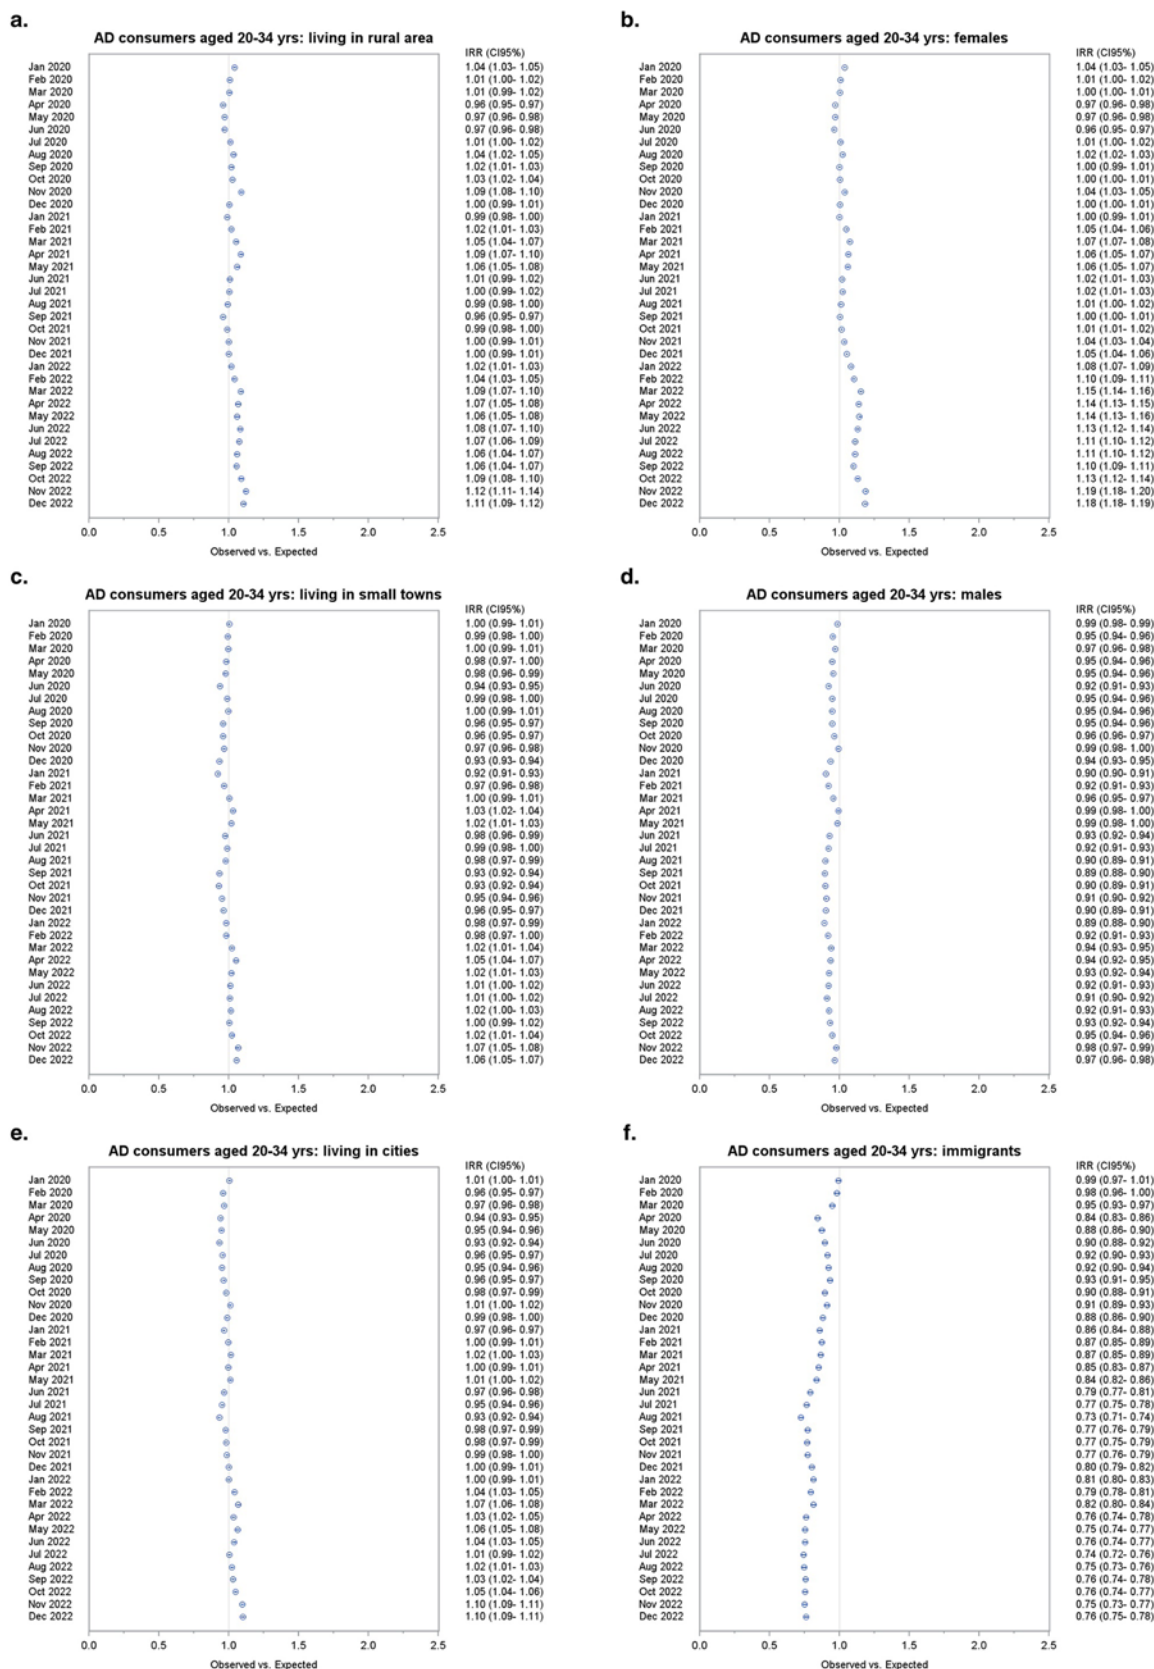 a.
AD consumers aged 20-34 yrs: living in rural area
IRR (CI95%)
Jan 2020 1.04 (1.03- 1.05)
Feb 2020 1.01 (1.00- 1.02)
Mar 2020 1.01 (0.99- 1.02)
Apr 2020 0.96 (0.95- 0.97)
May 2020 0.97 (0.96- 0.98)
Jun 2020 0.97 (0.96- 0.98)
Jul 2020 1.01 (1.00- 1.02)
Aug 2020 1.04 (1.02- 1.05)
Sep 2020 1.02 (1.01- 1.03)
Oct 2020 1.03 (1.02- 1.04)
Nov 2020 1.09 (1.08- 1.10)
Dec 2020 1.00 (0.99- 1.01)
Jan 2021 0.99 (0.98- 1.00)
Feb 2021 1.02 (1.01- 1.03)
Mar 2021 1.05 (1.04- 1.07)
Apr 2021 1.09 (1.07- 1.10)
May 2021 1.06 (1.05- 1.08)
Jun 2021 1.01 (0.99- 1.02)
Jul 2021 1.00 (0.99- 1.02)
Aug 2021 0.99 (0.98- 1.00)
Sep 2021 0.96 (0.95- 0.97)
Oct 2021 0.99 (0.98- 1.00)
Nov 2021 1.00 (0.99- 1.01)
Dec 2021 1.00 (0.99- 1.01)
Jan 2022 1.02 (1.01- 1.03)
Feb 2022 1.04 (1.03- 1.05)
Mar 2022 1.09 (1.07- 1.10)
Apr 2022 1.07 (1.05- 1.08)
May 2022 1.06 (1.05- 1.08)
Jun 2022 1.08 (1.07- 1.10)
Jul 2022 1.07 (1.06- 1.09)
Aug 2022 1.06 (1.04- 1.07)
Sep 2022 1.06 (1.04- 1.07)
Oct 2022 1.09 (1.08- 1.10)
Nov 2022 1.12 (1.11- 1.14)
Dec 2022 1.11 (1.09- 1.12)
0.0 0.5 1.0 1.5 2.0 2.5
Observed vs. Expected
b.
AD consumers aged 20-34 yrs: females
IRR (CI95%)
Jan 2020 1.04 (1.03- 1.05)
Feb 2020 1.01 (1.00- 1.02)
Mar 2020 1.00 (1.00- 1.01)
Apr 2020 0.97 (0.96- 0.98)
May 2020 0.97 (0.96- 0.98)
Jun 2020 0.96 (0.95- 0.97)
Jul 2020 1.01 (1.00- 1.02)
Aug 2020 1.02 (1.02- 1.03)
Sep 2020 1.00 (0.99- 1.01)
Oct 2020 1.00 (1.00- 1.01)
Nov 2020 1.04 (1.03- 1.05)
Dec 2020 1.00 (1.00- 1.01)
Jan 2021 1.00 (0.99- 1.01)
Feb 2021 1.05 (1.04- 1.06)
Mar 2021 1.07 (1.07- 1.08)
Apr 2021 1.06 (1.05- 1.07)
May 2021 1.06 (1.05- 1.07)
Jun 2021 1.02 (1.01- 1.03)
Jul 2021 1.02 (1.01- 1.03)
Aug 2021 1.01 (1.00- 1.02)
Sep 2021 1.00 (1.00- 1.01)
Oct 2021 1.01 (1.01- 1.02)
Nov 2021 1.04 (1.03- 1.04)
Dec 2021 1.05 (1.04- 1.06)
Jan 2022 1.08 (1.07- 1.09)
Feb 2022 1.10 (1.09- 1.11)
Mar 2022 1.15 (1.14- 1.16)
Apr 2022 1.14 (1.13- 1.15)
May 2022 1.14 (1.13- 1.16)
Jun 2022 1.13 (1.12- 1.14)
Jul 2022 1.11 (1.10- 1.12)
Aug 2022 1.11 (1.10- 1.12)
Sep 2022 1.10 (1.09- 1.11)
Oct 2022 1.13 (1.12- 1.14)
Nov 2022 1.19 (1.18- 1.20)
Dec 2022 1.18 (1.18- 1.19)
0.0 0.5 1.0 1.5 2.0 2.5
Observed vs. Expected
c.
AD consumers aged 20-34 yrs: living in small towns
IRR (CI95%)
Jan 2020 1.00 (0.99- 1.01)
Feb 2020 0.99 (0.98- 1.00)
Mar 2020 1.00 (0.99- 1.01)
Apr 2020 0.98 (0.97- 1.00)
May 2020 0.98 (0.96- 0.99)
Jun 2020 0.94 (0.93- 0.95)
Jul 2020 0.99 (0.98- 1.00)
Aug 2020 1.00 (0.99- 1.01)
Sep 2020 0.96 (0.95- 0.97)
Oct 2020 0.96 (0.95- 0.97)
Nov 2020 0.97 (0.96- 0.98)
Dec 2020 0.93 (0.93- 0.94)
Jan 2021 0.92 (0.91- 0.93)
Feb 2021 0.97 (0.96- 0.98)
Mar 2021 1.00 (0.99- 1.01)
Apr 2021 1.03 (1.02- 1.04)
May 2021 1.02 (1.01- 1.03)
Jun 2021 0.98 (0.96- 0.99)
Jul 2021 0.99 (0.98- 1.00)
Aug 2021 0.98 (0.97- 0.99)
Sep 2021 0.93 (0.92- 0.94)
Oct 2021 0.93 (0.92- 0.94)
Nov 2021 0.95 (0.94- 0.96)
Dec 2021 0.96 (0.95- 0.97)
Jan 2022 0.98 (0.97- 0.99)
Feb 2022 0.98 (0.97- 1.00)
Mar 2022 1.02 (1.01- 1.04)
Apr 2022 1.05 (1.04- 1.07)
May 2022 1.02 (1.01- 1.03)
Jun 2022 1.01 (1.00- 1.02)
Jul 2022 1.01 (1.00- 1.02)
Aug 2022 1.02 (1.00- 1.03)
Sep 2022 1.00 (0.99- 1.02)
Oct 2022 1.02 (1.01- 1.04)
Nov 2022 1.07 (1.05- 1.08)
Dec 2022 1.06 (1.05- 1.07)
0.0 0.5 1.0 1.5 2.0 2.5
Observed vs. Expected
d.
AD consumers aged 20-34 yrs: males
IRR (CI95%)
Jan 2020 0.99 (0.98- 0.99)
Feb 2020 0.95 (0.94- 0.96)
Mar 2020 0.97 (0.96- 0.98)
Apr 2020 0.95 (0.94- 0.96)
May 2020 0.95 (0.94- 0.96)
Jun 2020 0.92 (0.91- 0.93)
Jul 2020 0.95 (0.94- 0.96)
Aug 2020 0.95 (0.94- 0.96)
Sep 2020 0.95 (0.94- 0.96)
Oct 2020 0.96 (0.96- 0.97)
Nov 2020 0.99 (0.98- 1.00)
Dec 2020 0.94 (0.93- 0.95)
Jan 2021 0.90 (0.90- 0.91)
Feb 2021 0.92 (0.91- 0.93)
Mar 2021 0.96 (0.95- 0.97)
Apr 2021 0.99 (0.98- 1.00)
May 2021 0.99 (0.98- 1.00)
Jun 2021 0.93 (0.92- 0.94)
Jul 2021 0.92 (0.91- 0.93)
Aug 2021 0.90 (0.89- 0.91)
Sep 2021 0.89 (0.88- 0.90)
Oct 2021 0.90 (0.89- 0.91)
Nov 2021 0.91 (0.90- 0.92)
Dec 2021 0.90 (0.89- 0.91)
Jan 2022 0.89 (0.88- 0.90)
Feb 2022 0.92 (0.91- 0.93)
Mar 2022 0.94 (0.93- 0.95)
Apr 2022 0.94 (0.92- 0.95)
May 2022 0.93 (0.92- 0.94)
Jun 2022 0.92 (0.91- 0.93)
Jul 2022 0.91 (0.90- 0.92)
Aug 2022 0.92 (0.91- 0.93)
Sep 2022 0.93 (0.92- 0.94)
Oct 2022 0.95 (0.94- 0.96)
Nov 2022 0.98 (0.97- 0.99)
Dec 2022 0.97 (0.96- 0.98)
0.0 0.5 1.0 1.5 2.0 2.5
Observed vs. Expected
e.
AD consumers aged 20-34 yrs: living in cities
IRR (CI95%)
Jan 2020 1.01 (1.00- 1.01)
Feb 2020 0.96 (0.95- 0.97)
Mar 2020 0.97 (0.96- 0.98)
Apr 2020 0.94 (0.93- 0.95)
May 2020 0.95 (0.94- 0.96)
Jun 2020 0.93 (0.92- 0.94)
Jul 2020 0.96 (0.95- 0.97)
Aug 2020 0.95 (0.94- 0.96)
Sep 2020 0.96 (0.95- 0.97)
Oct 2020 0.98 (0.97- 0.99)
Nov 2020 1.01 (1.00- 1.02)
Dec 2020 0.99 (0.98- 1.00)
Jan 2021 0.97 (0.96- 0.97)
Feb 2021 1.00 (0.99- 1.01)
Mar 2021 1.02 (1.00- 1.03)
Apr 2021 1.00 (0.99- 1.01)
May 2021 1.01 (1.00- 1.02)
Jun 2021 0.97 (0.96- 0.98)
Jul 2021 0.95 (0.94- 0.96)
Aug 2021 0.93 (0.92- 0.94)
Sep 2021 0.98 (0.97- 0.99)
Oct 2021 0.98 (0.97- 0.99)
Nov 2021 0.99 (0.98- 1.00)
Dec 2021 1.00 (0.99- 1.01)
Jan 2022 1.00 (0.99- 1.01)
Feb 2022 1.04 (1.03- 1.05)
Mar 2022 1.07 (1.06- 1.08)
Apr 2022 1.03 (1.02- 1.05)
May 2022 1.06 (1.05- 1.08)
Jun 2022 1.04 (1.03- 1.05)
Jul 2022 1.01 (0.99- 1.02)
Aug 2022 1.02 (1.01- 1.03)
Sep 2022 1.03 (1.02- 1.04)
Oct 2022 1.05 (1.04- 1.06)
Nov 2022 1.10 (1.09- 1.11)
Dec 2022 1.10 (1.09- 1.11)
0.0 0.5 1.0 1.5 2.0 2.5
Observed vs. Expected
f.
AD consumers aged 20-34 yrs: immigrants
IRR (CI95%)
Jan 2020 0.99 (0.97- 1.01)
Feb 2020 0.98 (0.96- 1.00)
Mar 2020 0.95 (0.93- 0.97)
Apr 2020 0.84 (0.83- 0.86)
May 2020 0.88 (0.86- 0.90)
Jun 2020 0.90 (0.88- 0.92)
Jul 2020 0.92 (0.90- 0.93)
Aug 2020 0.92 (0.90- 0.94)
Sep 2020 0.93 (0.91- 0.95)
Oct 2020 0.90 (0.88- 0.91)
Nov 2020 0.91 (0.89- 0.93)
Dec 2020 0.88 (0.86- 0.90)
Jan 2021 0.86 (0.84- 0.88)
Feb 2021 0.87 (0.85- 0.89)
Mar 2021 0.87 (0.85- 0.89)
Apr 2021 0.85 (0.83- 0.87)
May 2021 0.84 (0.82- 0.86)
Jun 2021 0.79 (0.77- 0.81)
Jul 2021 0.77 (0.75- 0.78)
Aug 2021 0.73 (0.71- 0.74)
Sep 2021 0.77 (0.76- 0.79)
Oct 2021 0.77 (0.75- 0.79)
Nov 2021 0.77 (0.76- 0.79)
Dec 2021 0.80 (0.79- 0.82)
Jan 2022 0.81 (0.80- 0.83)
Feb 2022 0.79 (0.78- 0.81)
Mar 2022 0.82 (0.80- 0.84)
Apr 2022 0.76 (0.74- 0.78)
May 2022 0.75 (0.74- 0.77)
Jun 2022 0.76 (0.74- 0.77)
Jul 2022 0.74 (0.72- 0.76)
Aug 2022 0.75 (0.73- 0.76)
Sep 2022 0.76 (0.74- 0.78)
Oct 2022 0.76 (0.74- 0.77)
Nov 2022 0.75 (0.73- 0.77)
Dec 2022 0.76 (0.75- 0.78)
0.0 0.5 1.0 1.5 2.0 2.5
Observed vs. Expected